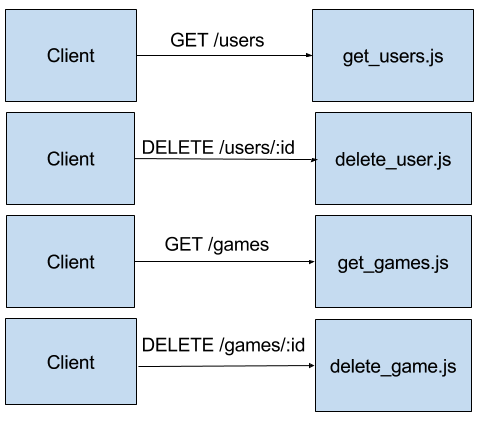 Client
GET /users
get_users.js
Client
DELETE /users/:id
delete_user.js
Client
GET /games
get_games.js
Client
DELETE /games/:id
delete_game.js